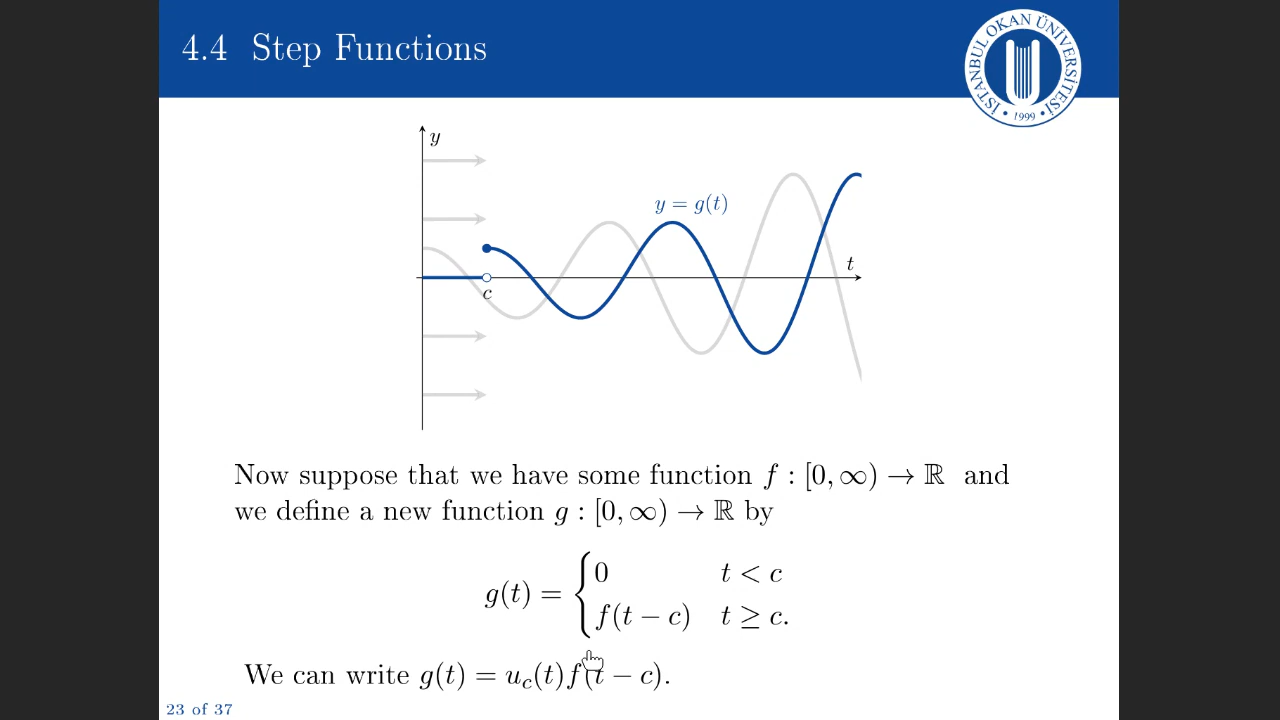 4.4 Step Functions
İSTANBUL OKAN ÜNİVERSİTESİ
• 1999 •
y
y = g(t)
t
c
Now suppose that we have some function f : [0, ∞) → ℝ and
we define a new function g : [0, ∞) → ℝ by
g(t) = { 0 t < c
f(t − c) t ≥ c.
We can write g(t) = u_c(t)f(t − c).
23 of 37